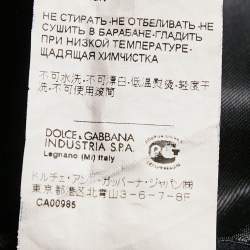 НЕ СТИРАТЬ·НЕ ОТБЕЛИВАТЬ·НЕ
СУШИТЬ В БАРАБАНЕ·ГЛАДИТЬ
ПРИ НИЗКОЙ ТЕМПЕРАТУРЕ·
ЩАДЯЩАЯ ХИМЧИСТКА
不可水洗·不可漂白·低温熨烫·轻度干
洗·不可使用滚筒
DOLCE & GABBANA
INDUSTRIA S.P.A.
Legnano (Mi) Italy
ドルチェ・アンド・ガッバーナ・ジャパン㈱
東京都港区北青山3-6-7-8F
CA00985